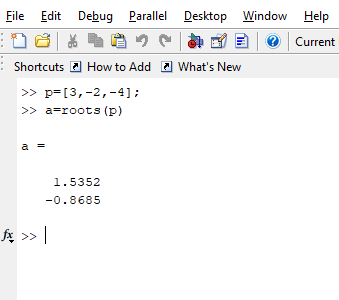 File Edit Debug Parallel Desktop Window Help
Current
Shortcuts How to Add What's New
>> p=[3,-2,-4];
>> a=roots(p)
a =
1.5352
-0.8685
fx >>